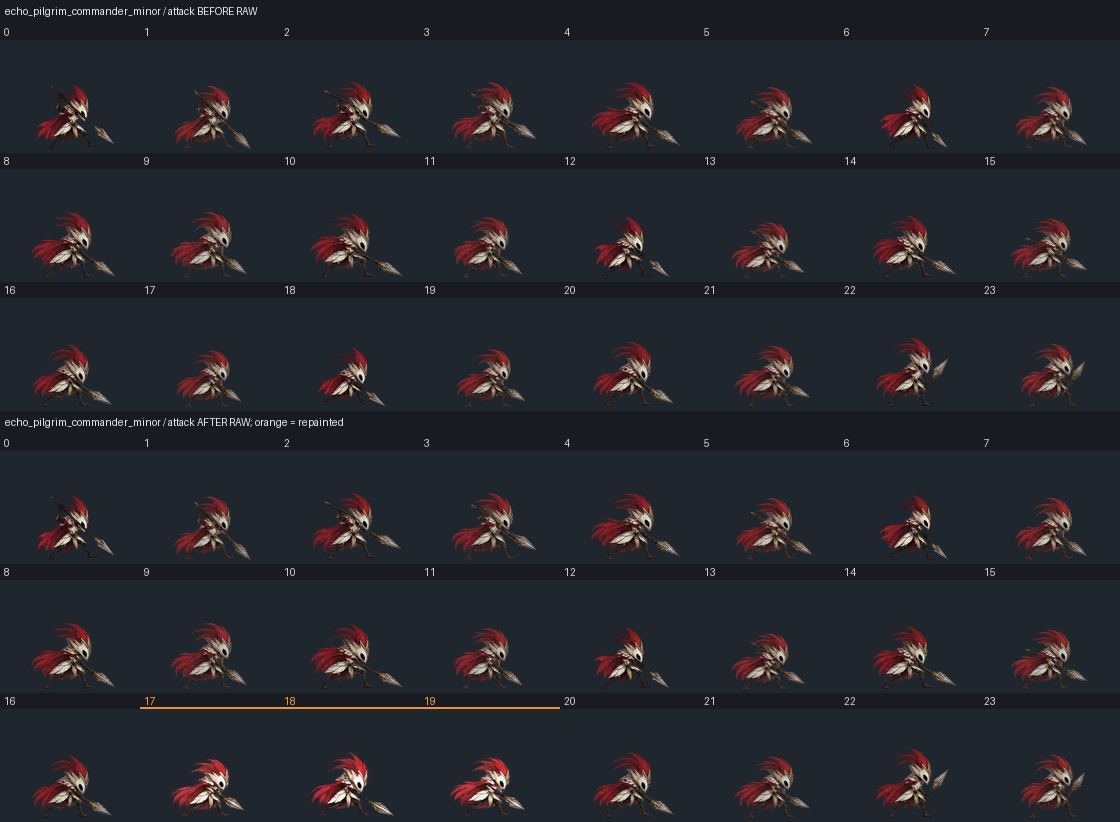 echo_pilgrim_commander_minor / attack BEFORE RAW
0 1 2 3 4 5 6 7
8 9 10 11 12 13 14 15
16 17 18 19 20 21 22 23
echo_pilgrim_commander_minor / attack AFTER RAW; orange = repainted
0 1 2 3 4 5 6 7
8 9 10 11 12 13 14 15
16 17 18 19 20 21 22 23